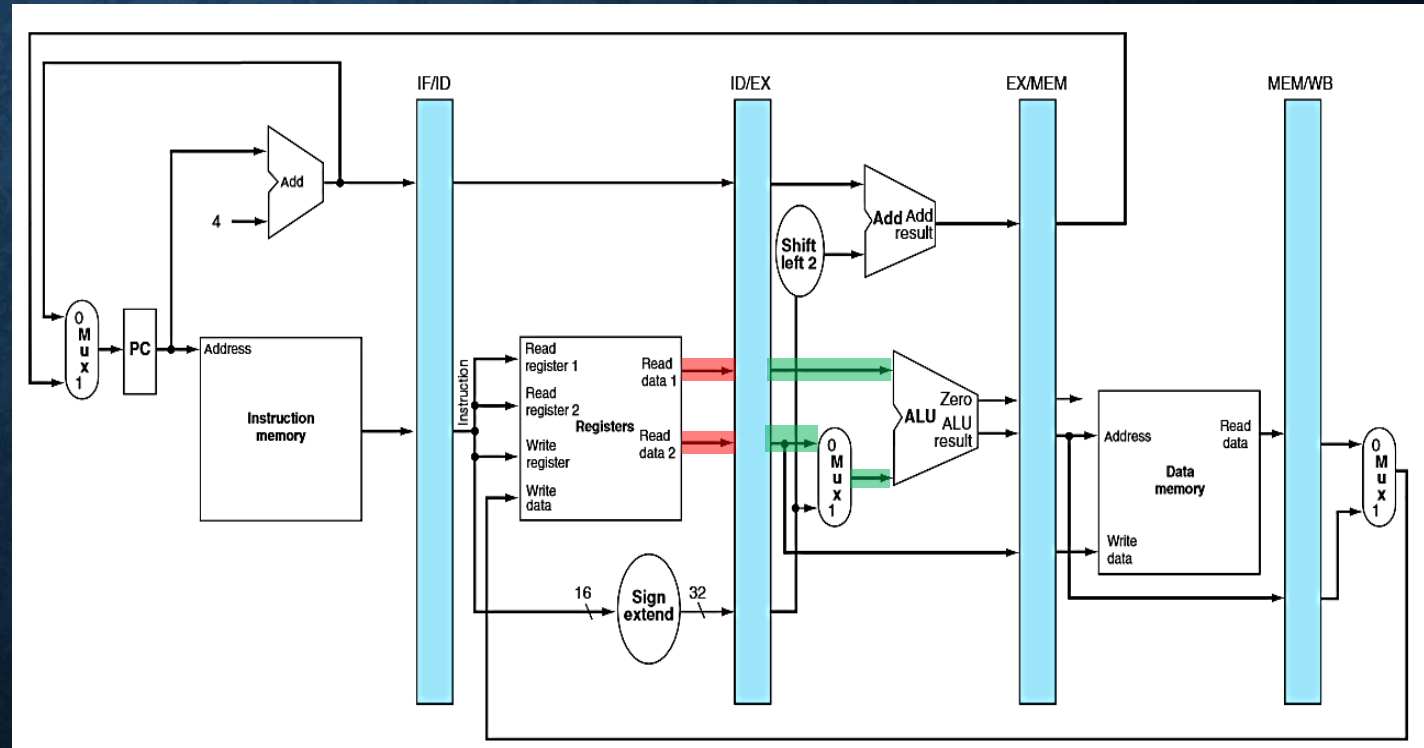 IF/ID
ID/EX
EX/MEM
MEM/WB
Add
4
Add Add
result
Shift
left 2
0
M
u
x
1
PC
Address
Instruction
memory
Instruction
Read
register 1
Read
register 2
Write
register
Write
data
Registers
Read
data 1
Read
data 2
0
M
u
x
1
Zero
ALU
ALU
result
Address
Read
data
Data
memory
Write
data
0
M
u
x
1
16
Sign
extend
32